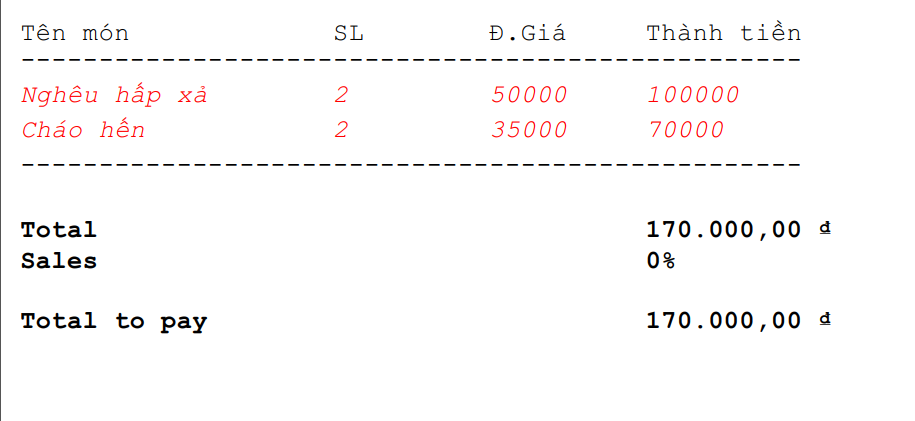 Tên món SL Đ.Giá Thành tiền
--------------------------------------------------
Nghêu hấp xả 2 50000 100000
Cháo hến 2 35000 70000
--------------------------------------------------
Total 170.000,00 ₫
Sales 0%
Total to pay 170.000,00 ₫